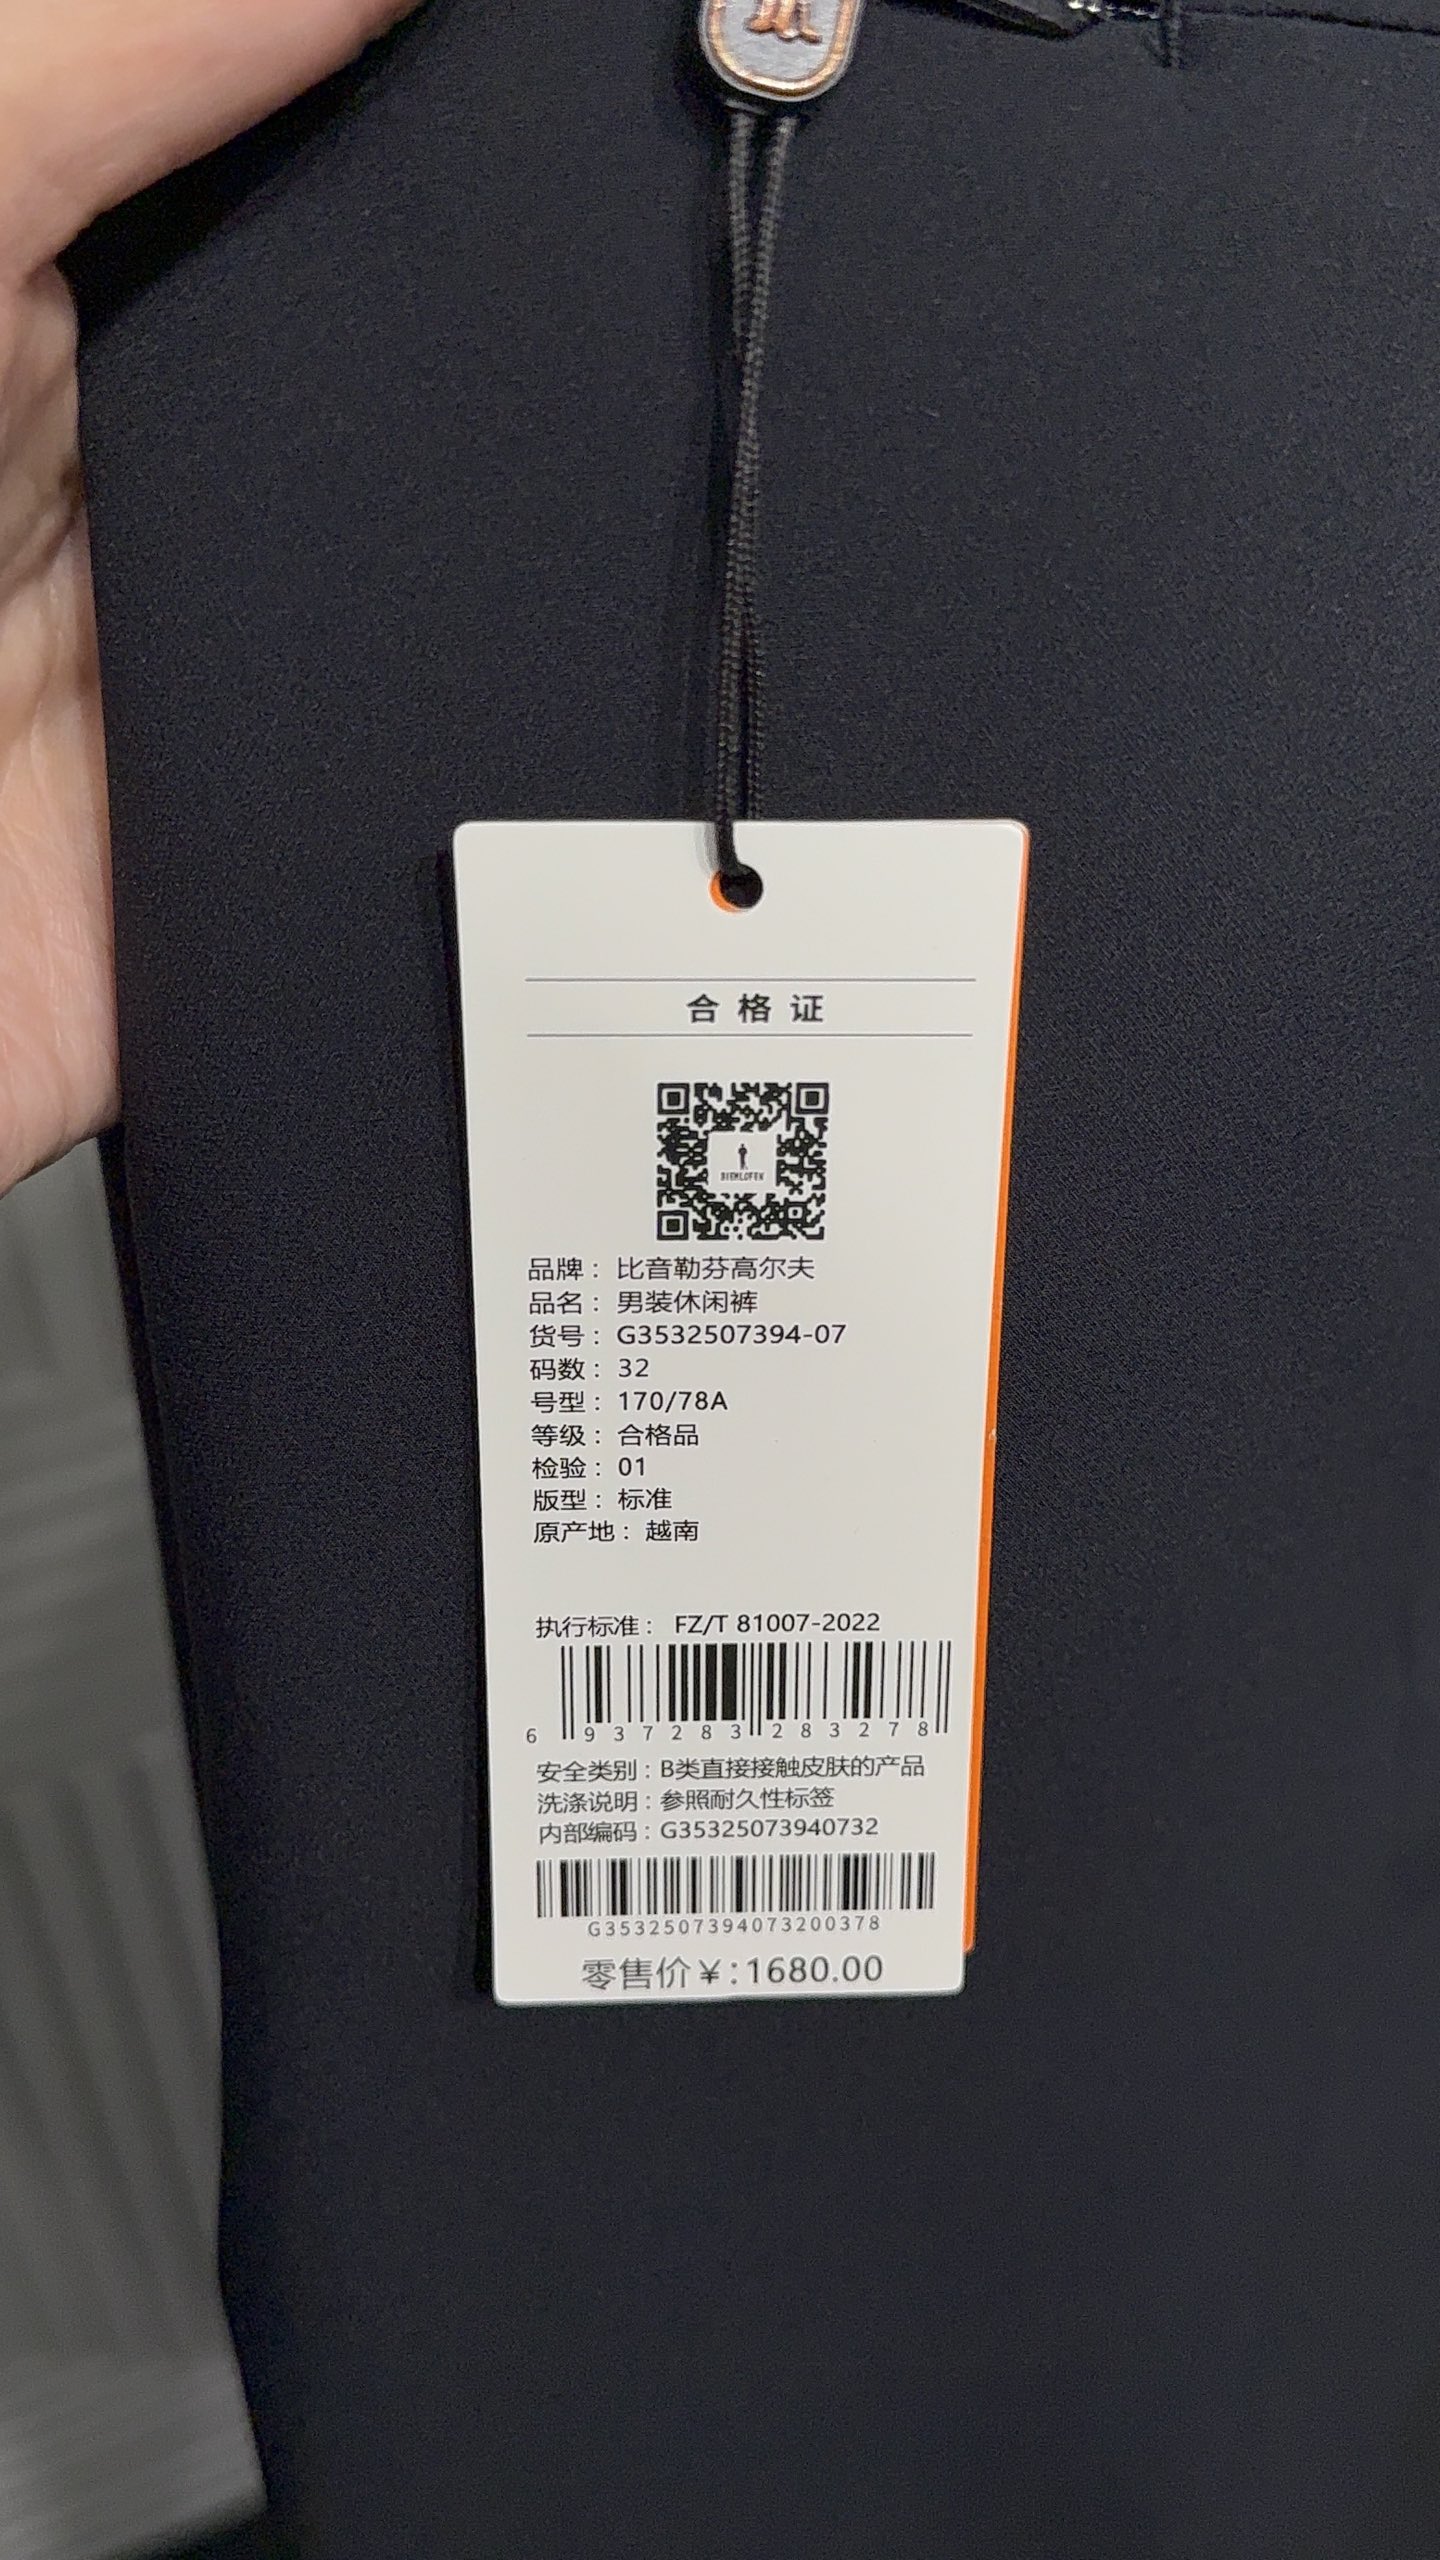 合格证
BIEMLOFEN
品牌：比音勒芬高尔夫
品名：男装休闲裤
货号：G3532507394-07
码数：32
号型：170/78A
等级：合格品
检验：01
版型：标准
原产地：越南
执行标准：FZ/T 81007-2022
6 937283 283278
安全类别：B类直接接触皮肤的产品
洗涤说明：参照耐久性标签
内部编码：G35325073940732
G3532507394073200378
零售价￥:1680.00